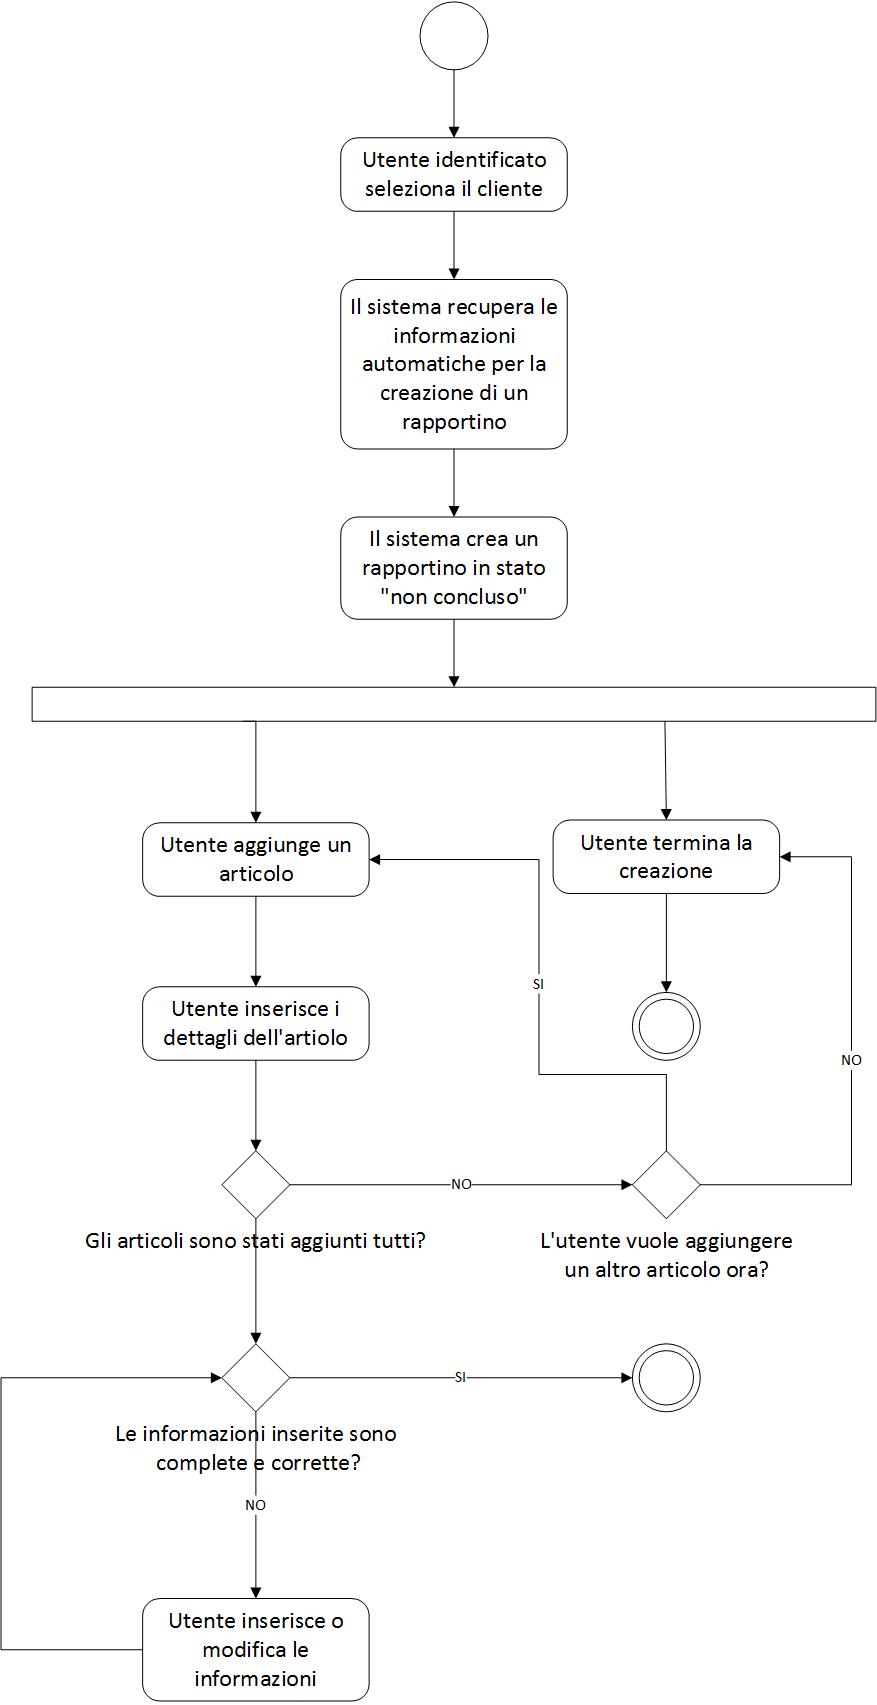 Utente identificato
seleziona il cliente
Il sistema recupera le
informazioni
automatiche per la
creazione di un
rapportino
Il sistema crea un
rapportino in stato
"non concluso"
Utente aggiunge un
articolo
Utente termina la
creazione
SI
Utente inserisce i
dettagli dell'artiolo
NO
NO
Gli articoli sono stati aggiunti tutti?
L'utente vuole aggiungere
un altro articolo ora?
SI
Le informazioni inserite sono
complete e corrette?
NO
Utente inserisce o
modifica le
informazioni